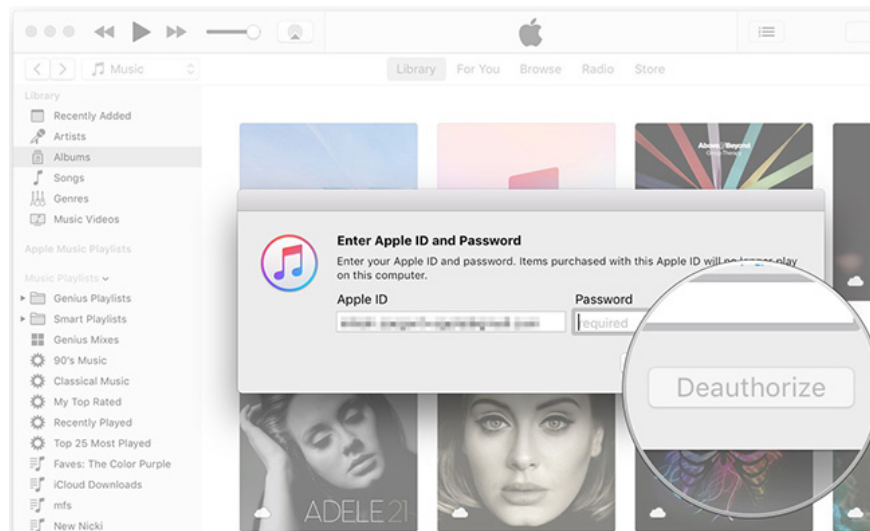 Music
Library
For You
Browse
Radio
Store
Library
Recently Added
Artists
Albums
Songs
Genres
Music Videos
Apple Music Playlists
Music Playlists
Genius Playlists
Smart Playlists
Genius Mixes
90's Music
Classical Music
My Top Rated
Recently Played
Top 25 Most Played
Faves: The Color Purple
iCloud Downloads
mfs
New Nicki
Above & Beyond
Enter Apple ID and Password
Enter your Apple ID and password. Items purchased with this Apple ID will no longer play
on this computer.
Apple ID
Password
required
Deauthorize
ADELE 21